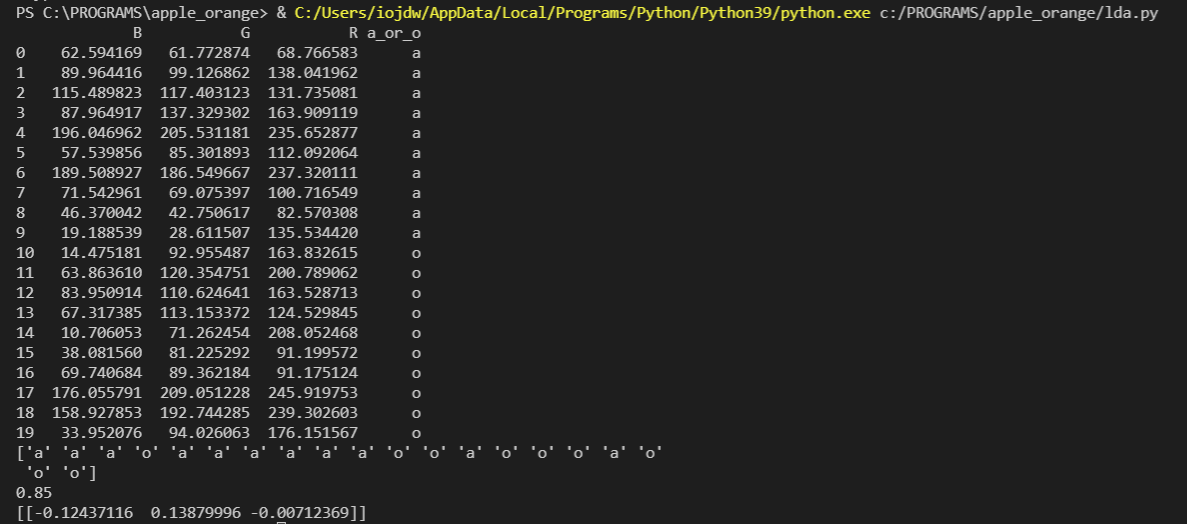 PS C:\PROGRAMS\apple_orange> & C:/Users/iojdw/AppData/Local/Programs/Python/Python39/python.exe c:/PROGRAMS/apple_orange/lda.py
B G R a_or_o
0 62.594169 61.772874 68.766583 a
1 89.964416 99.126862 138.041962 a
2 115.489823 117.403123 131.735081 a
3 87.964917 137.329302 163.909119 a
4 196.046962 205.531181 235.652877 a
5 57.539856 85.301893 112.092064 a
6 189.508927 186.549667 237.320111 a
7 71.542961 69.075397 100.716549 a
8 46.370042 42.750617 82.570308 a
9 19.188539 28.611507 135.534420 a
10 14.475181 92.955487 163.832615 o
11 63.863610 120.354751 200.789062 o
12 83.950914 110.624641 163.528713 o
13 67.317385 113.153372 124.529845 o
14 10.706053 71.262454 208.052468 o
15 38.081560 81.225292 91.199572 o
16 69.740684 89.362184 91.175124 o
17 176.055791 209.051228 245.919753 o
18 158.927853 192.744285 239.302603 o
19 33.952076 94.026063 176.151567 o
['a' 'a' 'a' 'o' 'a' 'a' 'a' 'a' 'a' 'a' 'o' 'o' 'a' 'o' 'o' 'o' 'a' 'o'
'o' 'o']
0.85
[[-0.12437116 0.13879996 -0.00712369]]